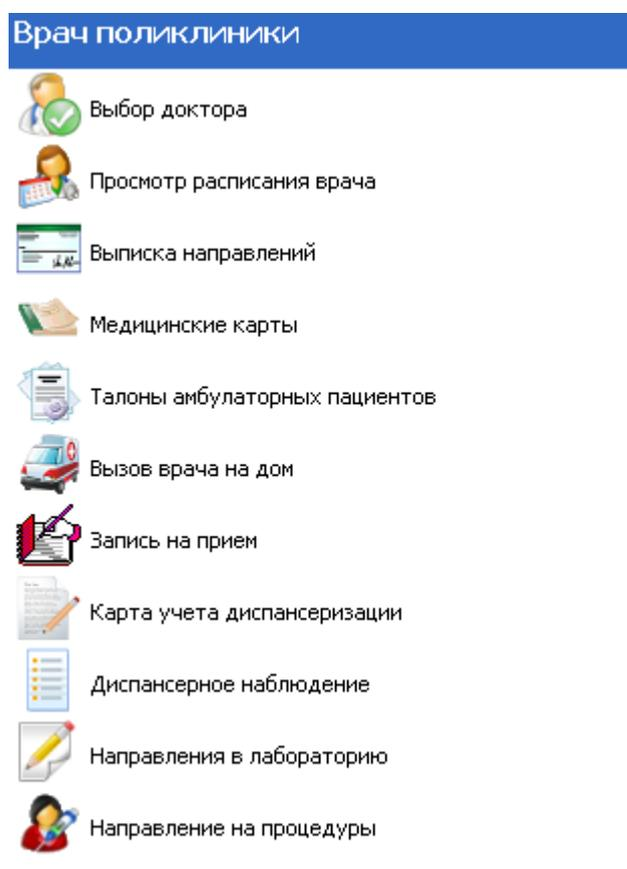 Врач поликлиники
Выбор доктора
Просмотр расписания врача
Выписка направлений
Медицинские карты
Талоны амбулаторных пациентов
Вызов врача на дом
Запись на прием
Карта учета диспансеризации
Диспансерное наблюдение
Направления в лабораторию
Направление на процедуры